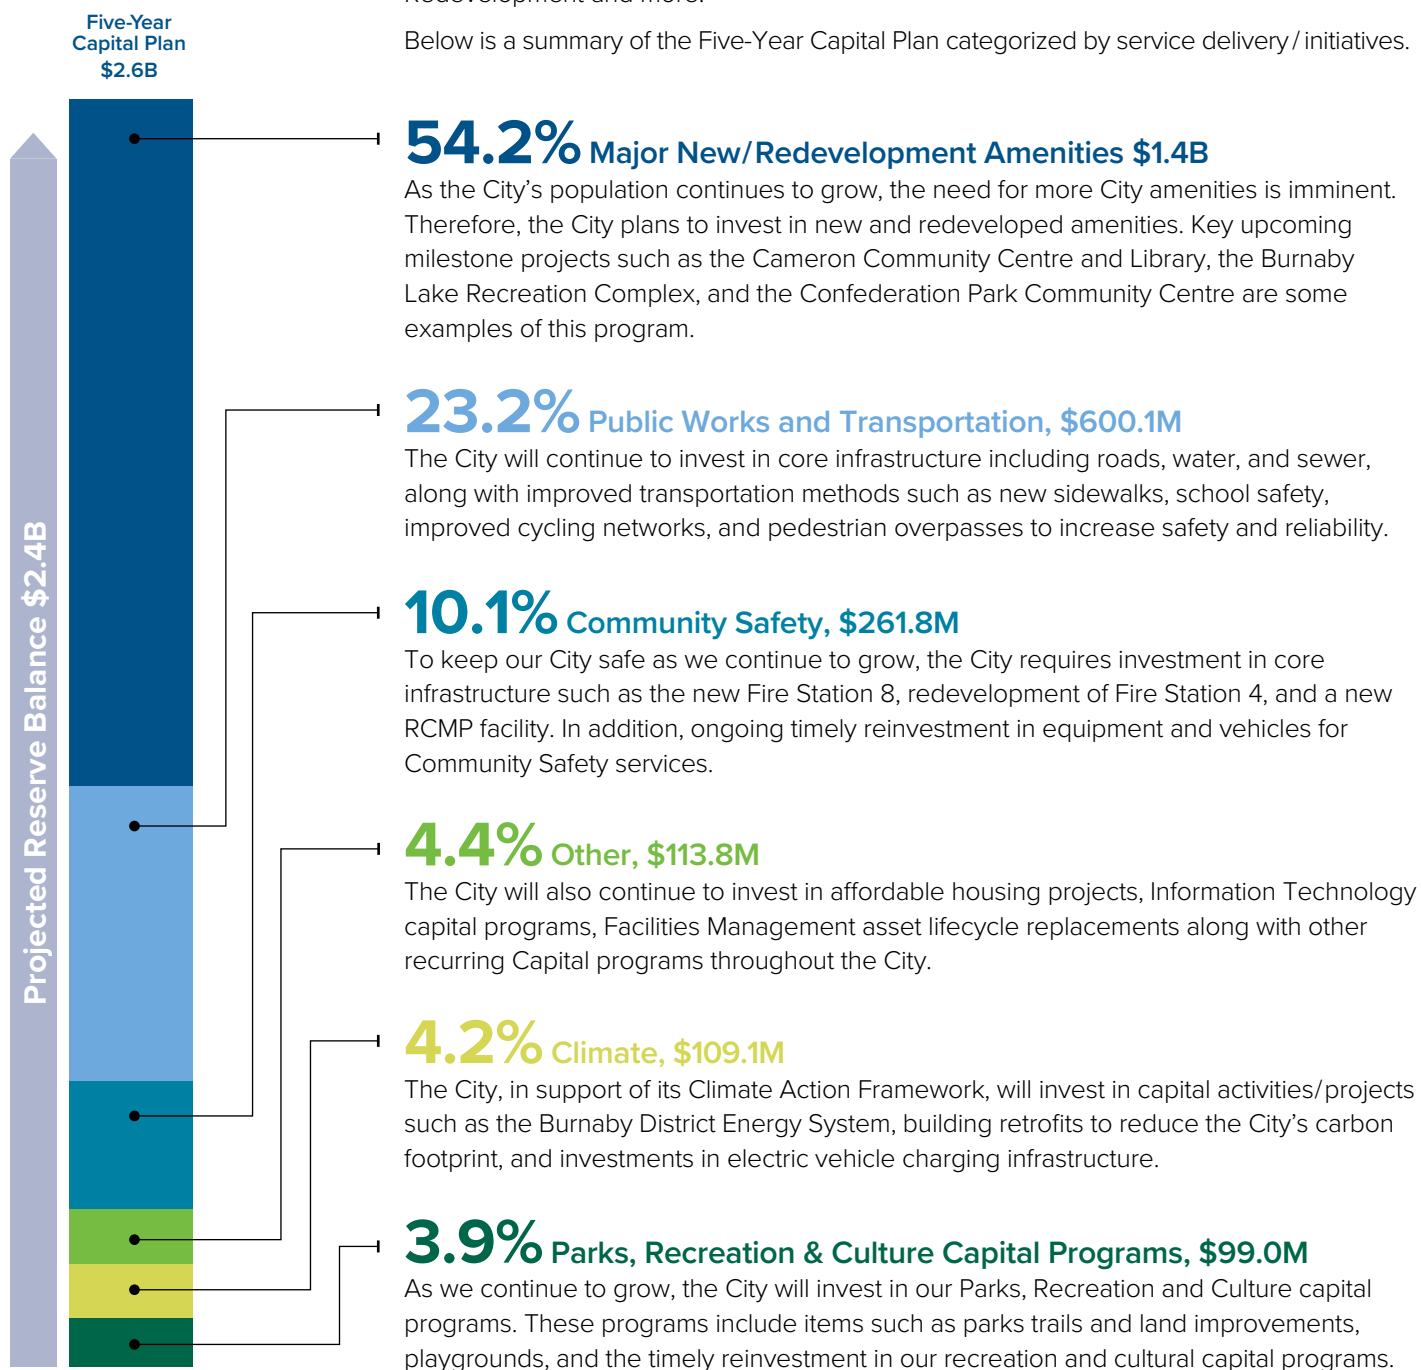 Redevelopment and more.
Five-Year
Capital Plan
$2.6B
Below is a summary of the Five-Year Capital Plan categorized by service delivery / initiatives.
Projected Reserve Balance $2.4B
54.2% Major New/Redevelopment Amenities $1.4B
As the City’s population continues to grow, the need for more City amenities is imminent.
Therefore, the City plans to invest in new and redeveloped amenities. Key upcoming
milestone projects such as the Cameron Community Centre and Library, the Burnaby
Lake Recreation Complex, and the Confederation Park Community Centre are some
examples of this program.
23.2% Public Works and Transportation, $600.1M
The City will continue to invest in core infrastructure including roads, water, and sewer,
along with improved transportation methods such as new sidewalks, school safety,
improved cycling networks, and pedestrian overpasses to increase safety and reliability.
10.1% Community Safety, $261.8M
To keep our City safe as we continue to grow, the City requires investment in core
infrastructure such as the new Fire Station 8, redevelopment of Fire Station 4, and a new
RCMP facility. In addition, ongoing timely reinvestment in equipment and vehicles for
Community Safety services.
4.4% Other, $113.8M
The City will also continue to invest in affordable housing projects, Information Technology
capital programs, Facilities Management asset lifecycle replacements along with other
recurring Capital programs throughout the City.
4.2% Climate, $109.1M
The City, in support of its Climate Action Framework, will invest in capital activities/projects
such as the Burnaby District Energy System, building retrofits to reduce the City’s carbon
footprint, and investments in electric vehicle charging infrastructure.
3.9% Parks, Recreation & Culture Capital Programs, $99.0M
As we continue to grow, the City will invest in our Parks, Recreation and Culture capital
programs. These programs include items such as parks trails and land improvements,
playgrounds, and the timely reinvestment in our recreation and cultural capital programs.